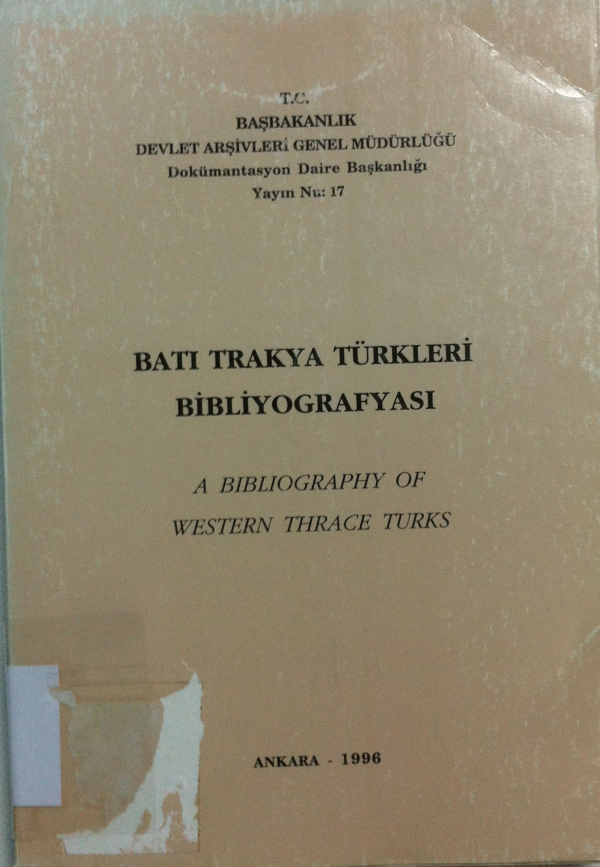 T.C.
BAŞBAKANLIK
DEVLET ARŞİVLERİ GENEL MÜDÜRLÜĞÜ
Dokümantasyon Daire Başkanlığı
Yayın Nu: 17
BATI TRAKYA TÜRKLERİ
BİBLİYOGRAFYASI
A BIBLIOGRAPHY OF
WESTERN THRACE TURKS
ANKARA - 1996